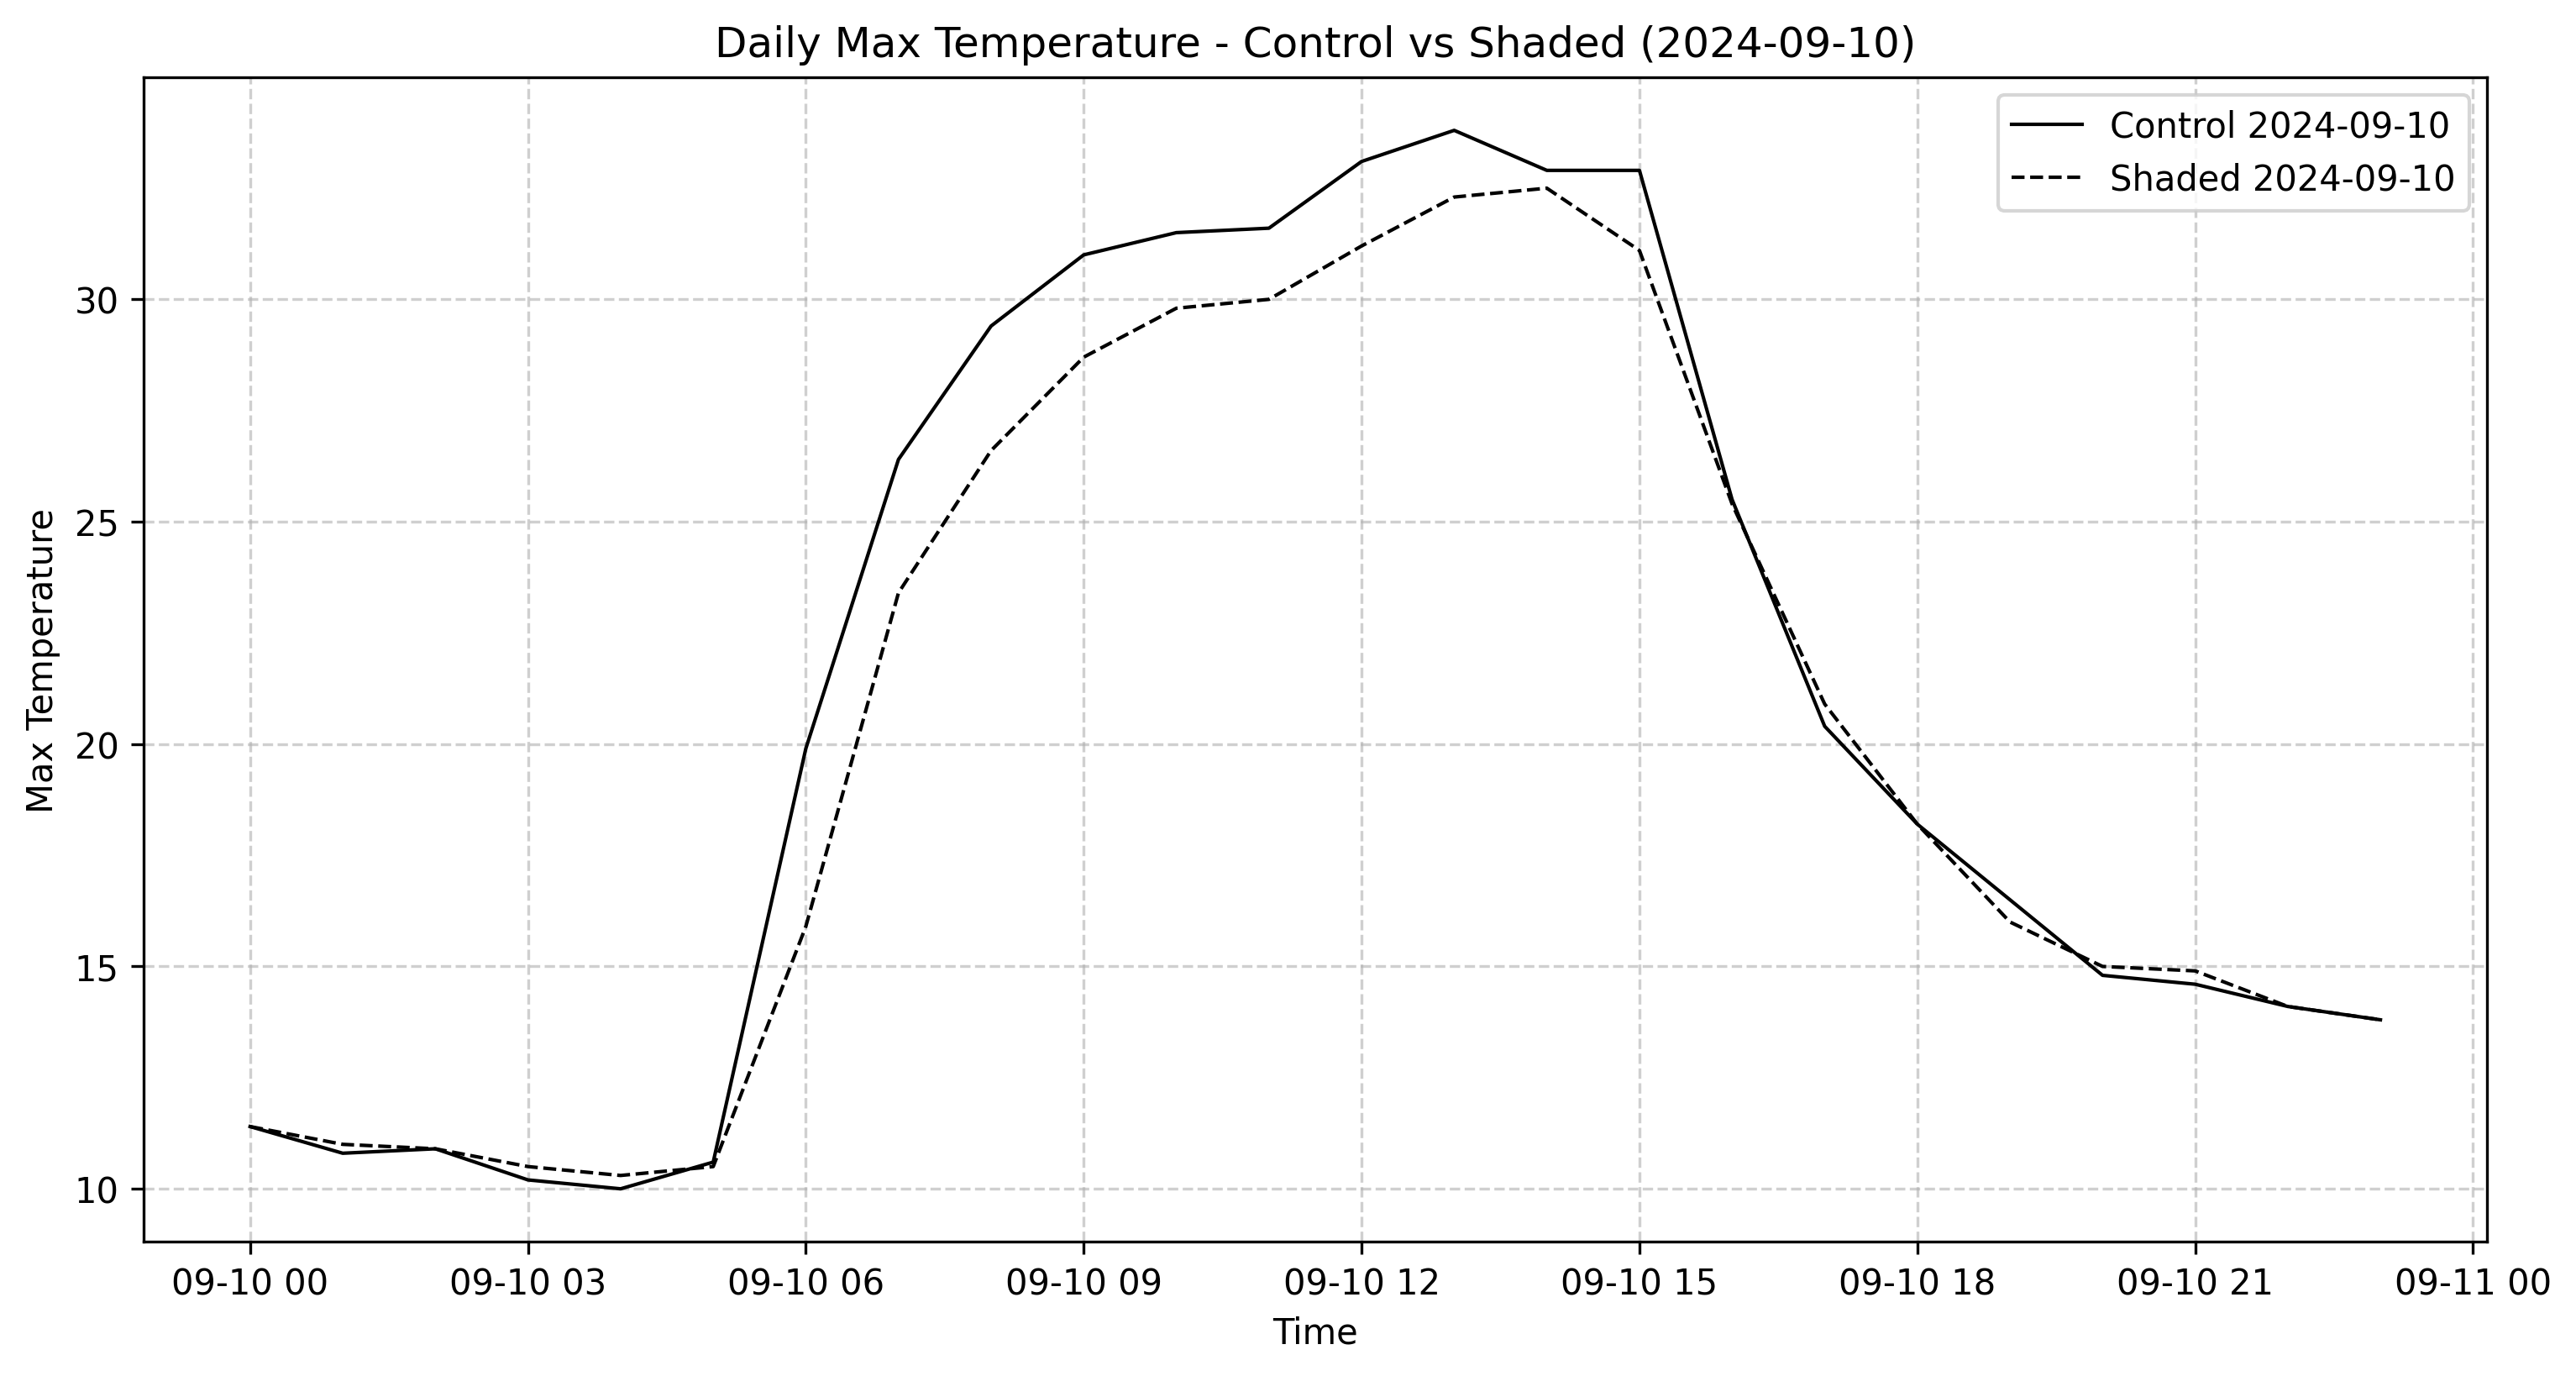 Daily Max Temperature - Control vs Shaded (2024-09-10)
Control 2024-09-10
Shaded 2024-09-10
Max Temperature
30
25
20
15
10
09-10 00
09-10 03
09-10 06
09-10 09
09-10 12
09-10 15
09-10 18
09-10 21
09-11 00
Time